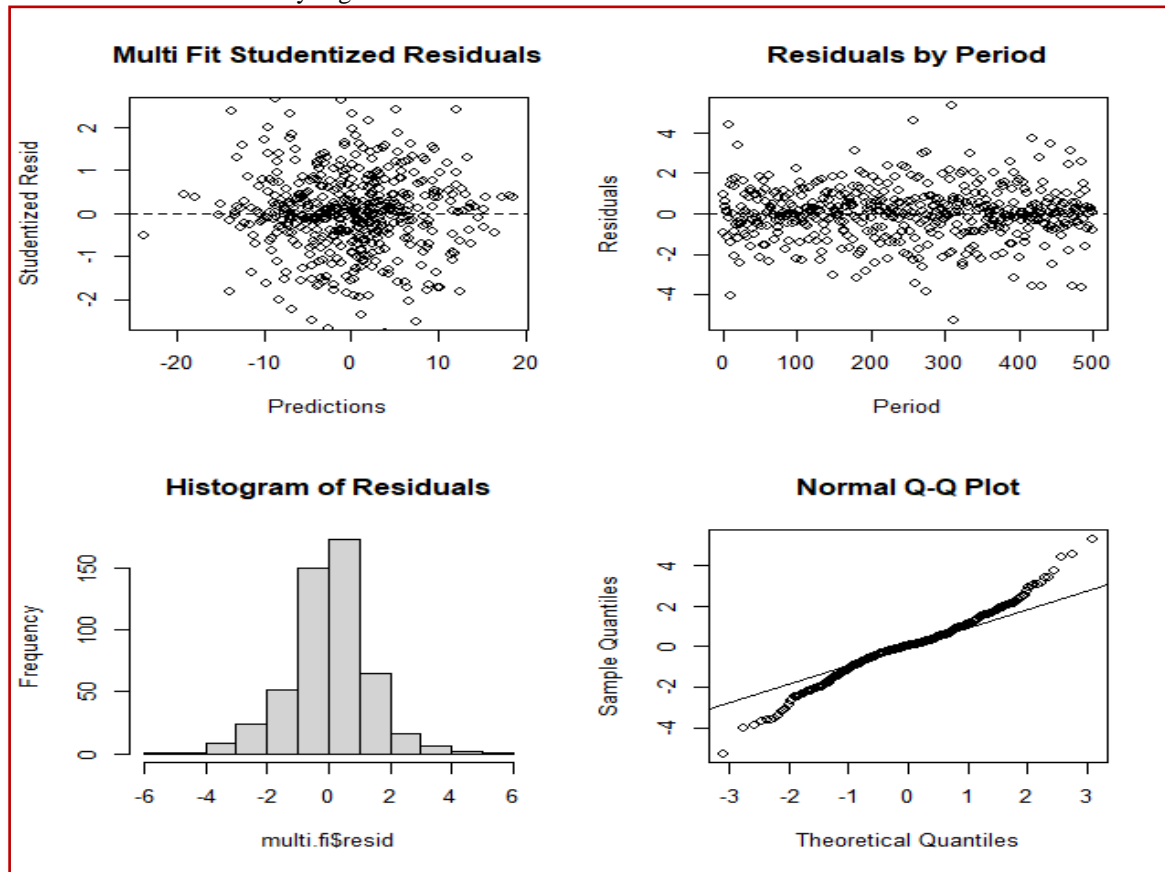 Multi Fit Studentized Residuals
Studentized Resid
2
1
0
-1
-2
-20 -10 0 10 20
Predictions
Residuals by Period
Residuals
4
2
0
-2
-4
0 100 200 300 400 500
Period
Histogram of Residuals
Frequency
150
100
50
0
-6 -4 -2 0 2 4 6
multi.fi$resid
Normal Q-Q Plot
Sample Quantiles
4
2
0
-2
-4
-3 -2 -1 0 1 2 3
Theoretical Quantiles